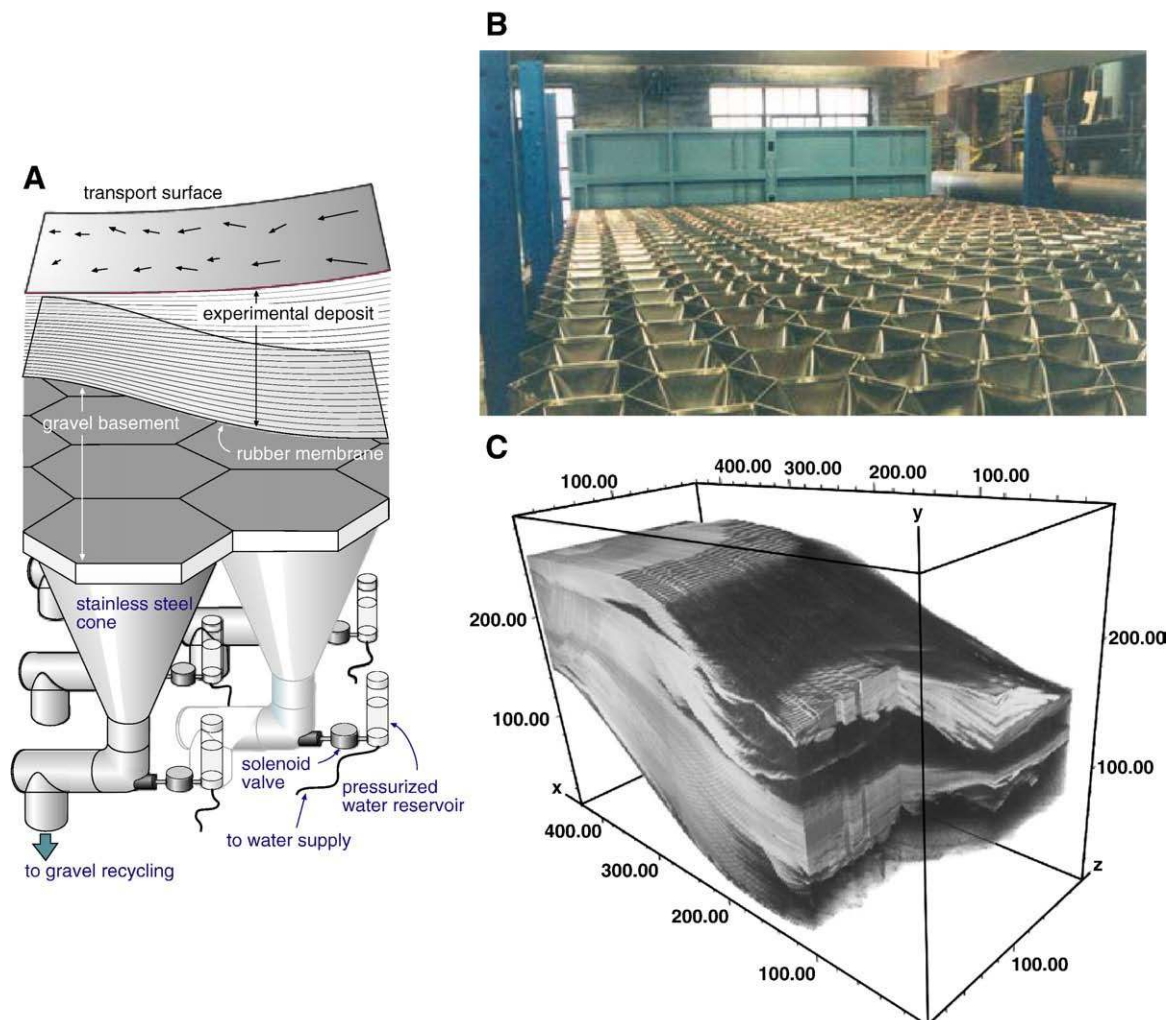 A
transport surface
experimental deposit
gravel basement
rubber membrane
stainless steel
cone
solenoid
valve
pressurized
water reservoir
to water supply
to gravel recycling
B
C
100.00
400.00
300.00
200.00
100.00
y
200.00
100.00
200.00
100.00
x
400.00
300.00
200.00
100.00
z
100.00